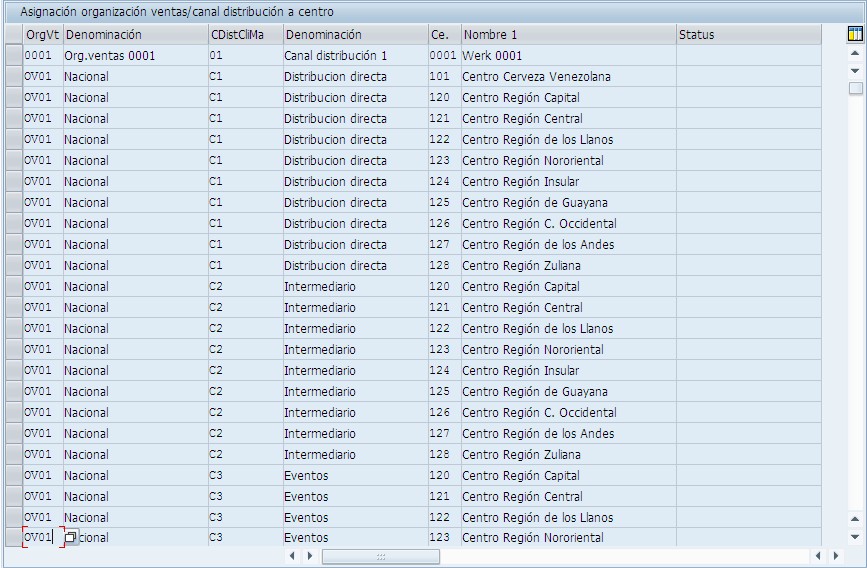 Asignación organización ventas/canal distribución a centro
OrgVt Denominación CDistCliMa Denominación Ce. Nombre 1 Status
0001 Org.ventas 0001 01 Canal distribución 1 0001 Werk 0001
OV01 Nacional C1 Distribucion directa 101 Centro Cerveza Venezolana
OV01 Nacional C1 Distribucion directa 120 Centro Región Capital
OV01 Nacional C1 Distribucion directa 121 Centro Región Central
OV01 Nacional C1 Distribucion directa 122 Centro Región de los Llanos
OV01 Nacional C1 Distribucion directa 123 Centro Región Nororiental
OV01 Nacional C1 Distribucion directa 124 Centro Región Insular
OV01 Nacional C1 Distribucion directa 125 Centro Región de Guayana
OV01 Nacional C1 Distribucion directa 126 Centro Región C. Occidental
OV01 Nacional C1 Distribucion directa 127 Centro Región de los Andes
OV01 Nacional C1 Distribucion directa 128 Centro Región Zuliana
OV01 Nacional C2 Intermediario 120 Centro Región Capital
OV01 Nacional C2 Intermediario 121 Centro Región Central
OV01 Nacional C2 Intermediario 122 Centro Región de los Llanos
OV01 Nacional C2 Intermediario 123 Centro Región Nororiental
OV01 Nacional C2 Intermediario 124 Centro Región Insular
OV01 Nacional C2 Intermediario 125 Centro Región de Guayana
OV01 Nacional C2 Intermediario 126 Centro Región C. Occidental
OV01 Nacional C2 Intermediario 127 Centro Región de los Andes
OV01 Nacional C2 Intermediario 128 Centro Región Zuliana
OV01 Nacional C3 Eventos 120 Centro Región Capital
OV01 Nacional C3 Eventos 121 Centro Región Central
OV01 Nacional C3 Eventos 122 Centro Región de los Llanos
OV01 cional C3 Eventos 123 Centro Región Nororiental